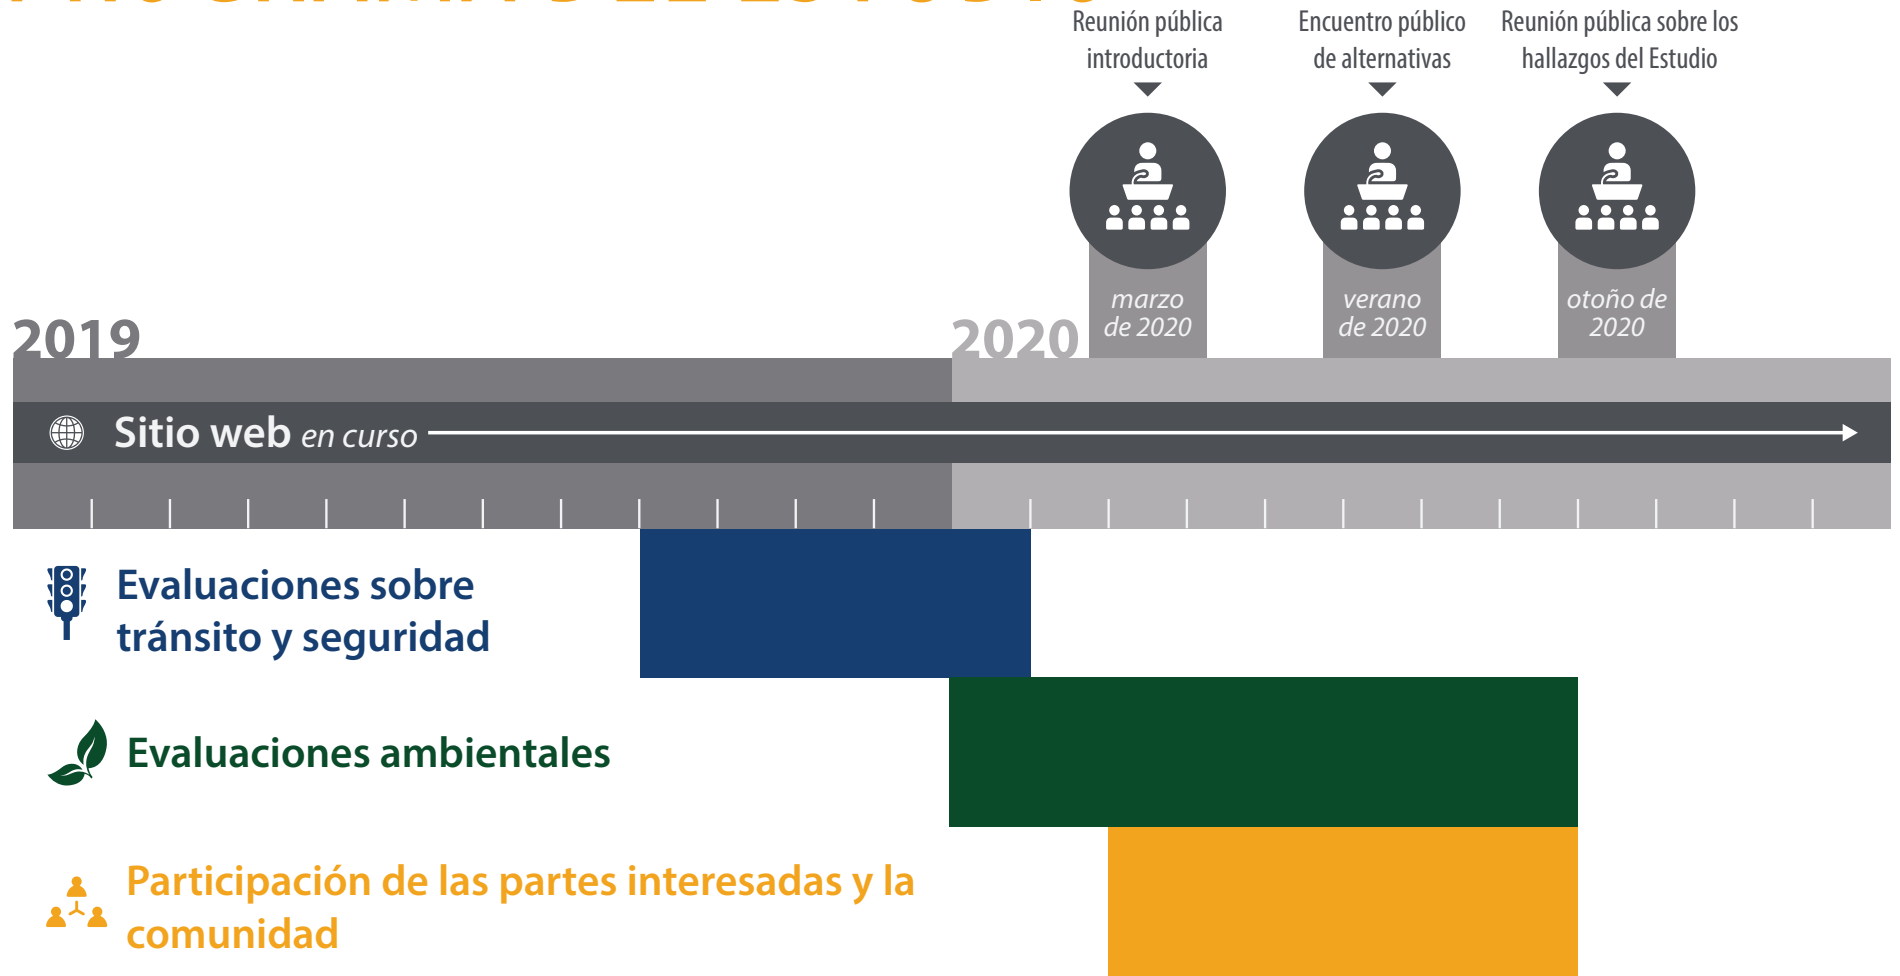 Reunión pública
introductoria
Encuentro público
de alternativas
Reunión pública sobre los
hallazgos del Estudio
marzo
de 2020
verano
de 2020
otoño de
2020
2019
2020
Sitio web en curso
Evaluaciones sobre
tránsito y seguridad
Evaluaciones ambientales
Participación de las partes interesadas y la
comunidad